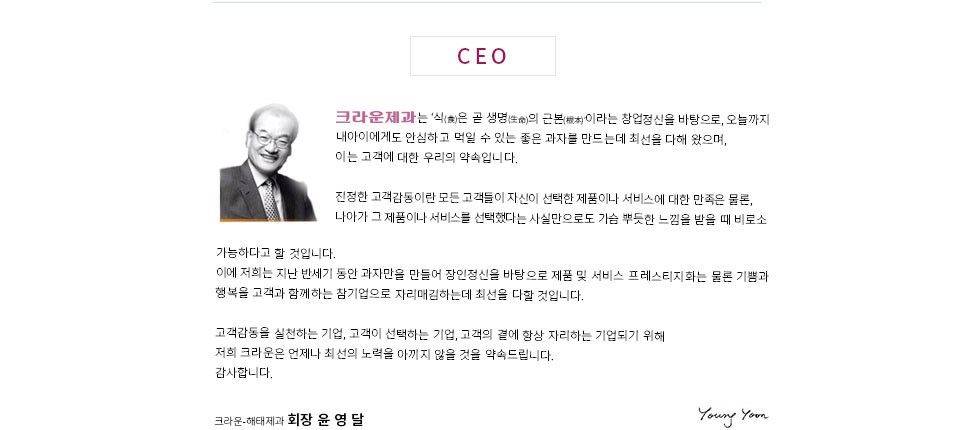 CEO
크라운제과는 '식(食)은 곧 생명(生命)의 근본(根本)'이라는 창업정신을 바탕으로, 오늘까지
내아이에게도 안심하고 먹일 수 있는 좋은 과자를 만드는데 최선을 다해 왔으며,
이는 고객에 대한 우리의 약속입니다.
진정한 고객감동이란 모든 고객들이 자신이 선택한 제품이나 서비스에 대한 만족은 물론,
나아가 그 제품이나 서비스를 선택했다는 사실만으로도 가슴 뿌듯한 느낌을 받을 때 비로소
가능하다고 할 것입니다.
이에 저희는 지난 반세기 동안 과자만을 만들어 장인정신을 바탕으로 제품 및 서비스 프레스티지화는 물론 기쁨과
행복을 고객과 함께하는 참기업으로 자리매김하는데 최선을 다할 것입니다.
고객감동을 실천하는 기업, 고객이 선택하는 기업, 고객의 곁에 항상 자리하는 기업되기 위해
저희 크라운은 언제나 최선의 노력을 아끼지 않을 것을 약속드립니다.
감사합니다.
크라운-해태제과 회장 윤 영 달
Young Yoon